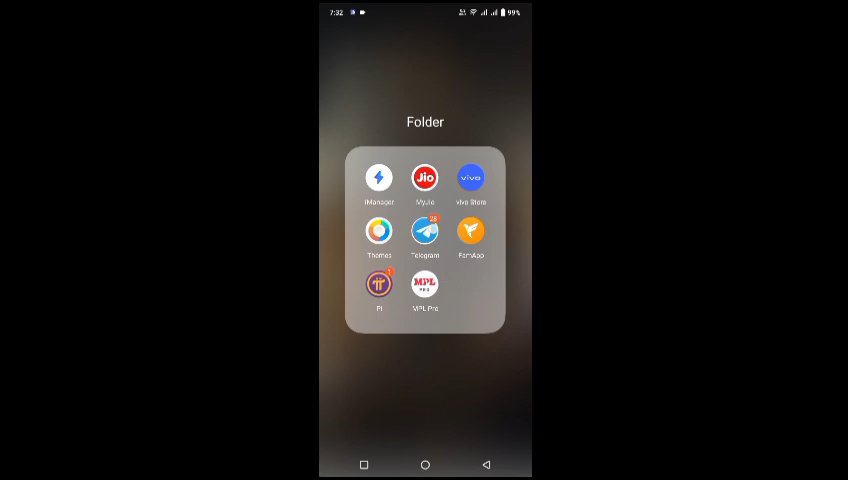 7:32
99%
Folder
iManager
Jio
MyJio
vivo
vivo Store
Themes
28
Telegram
FamApp
1
Pi
MPL
PRO
MPL Pro